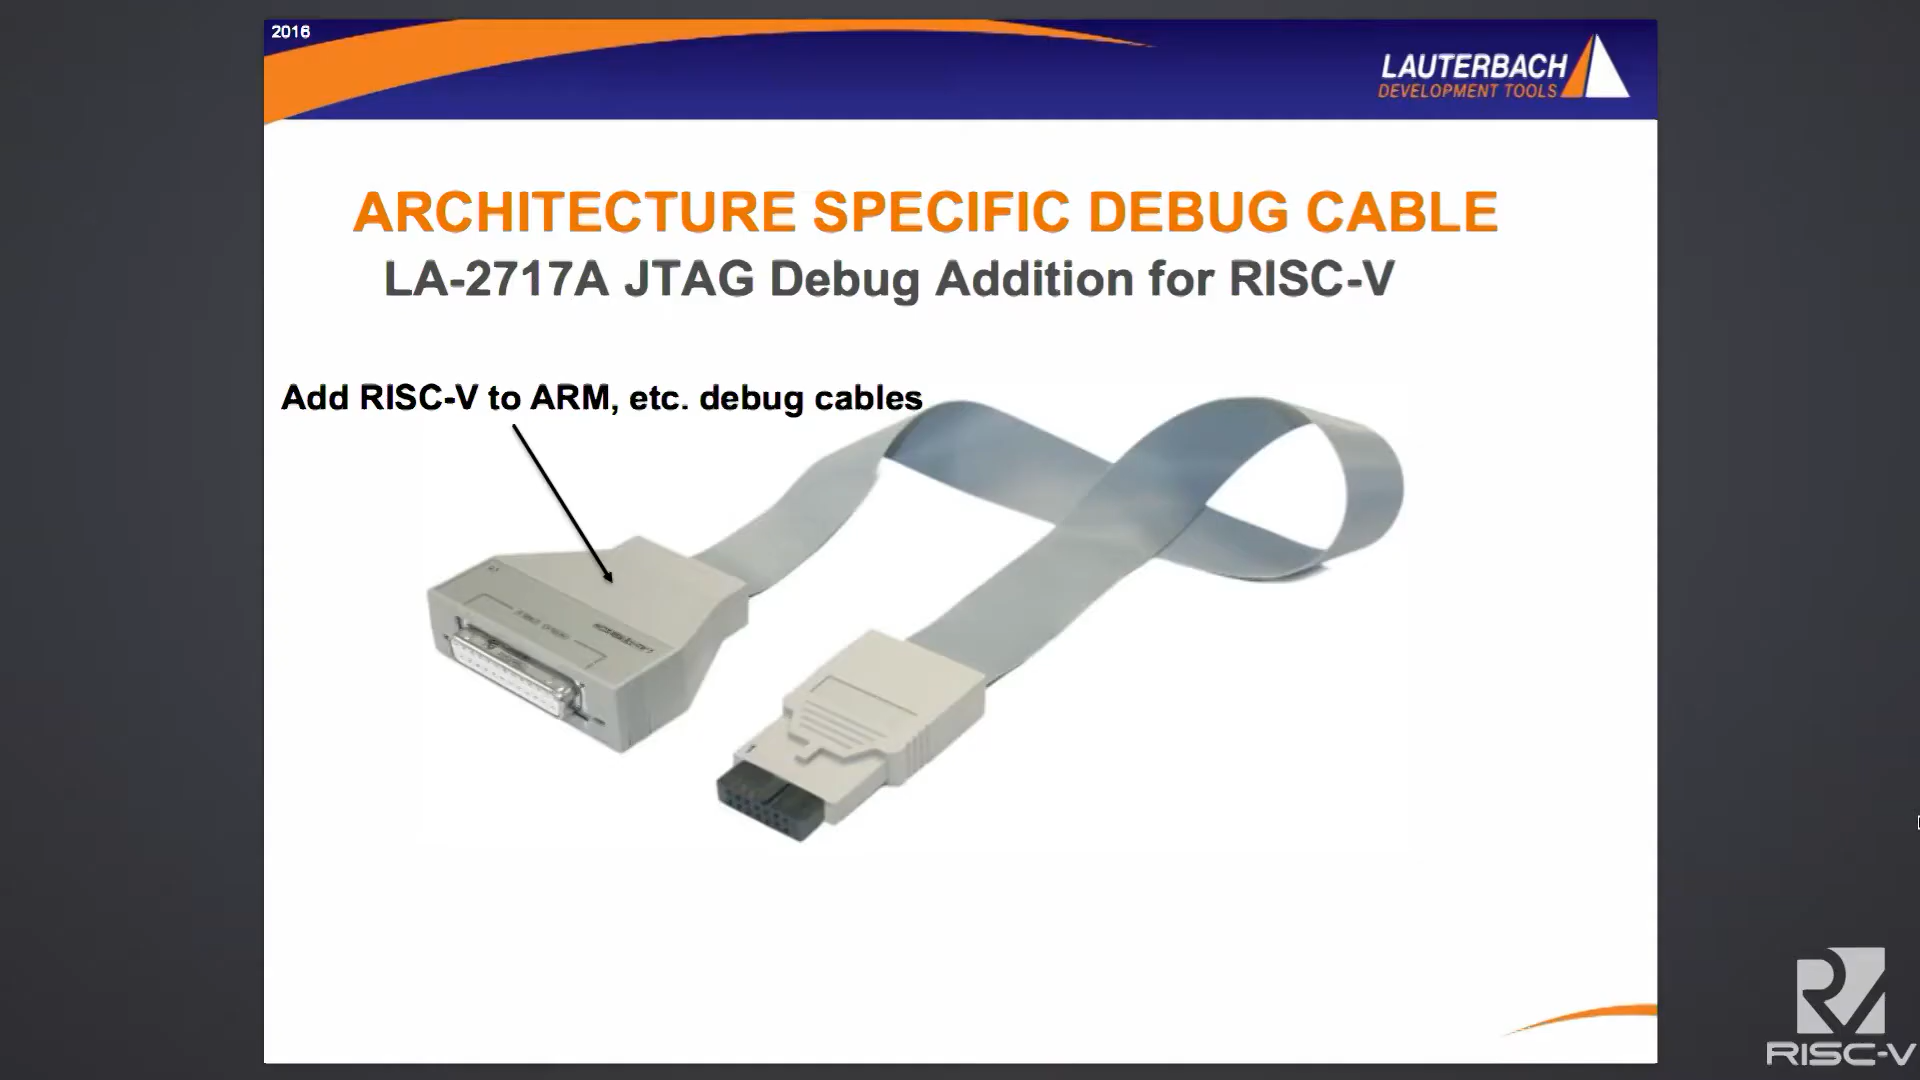 2016
LAUTERBACH
DEVELOPMENT TOOLS
ARCHITECTURE SPECIFIC DEBUG CABLE
LA-2717A JTAG Debug Addition for RISC-V
Add RISC-V to ARM, etc. debug cables
RISC-V